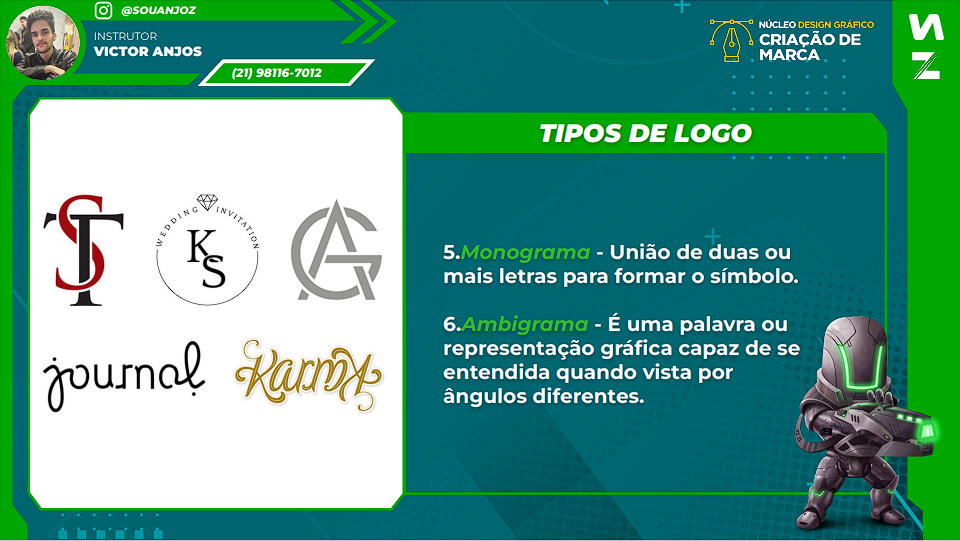 @SOUANJOZ
INSTRUTOR
VICTOR ANJOS
(21) 98116-7012
NÚCLEO DESIGN GRÁFICO
CRIAÇÃO DE
MARCA
TIPOS DE LOGO
ST
WEDDING INVITATION
KS
AG
journal
Karma
5.Monograma - União de duas ou
mais letras para formar o símbolo.
6.Ambigrama - É uma palavra ou
representação gráfica capaz de se
entendida quando vista por
ângulos diferentes.